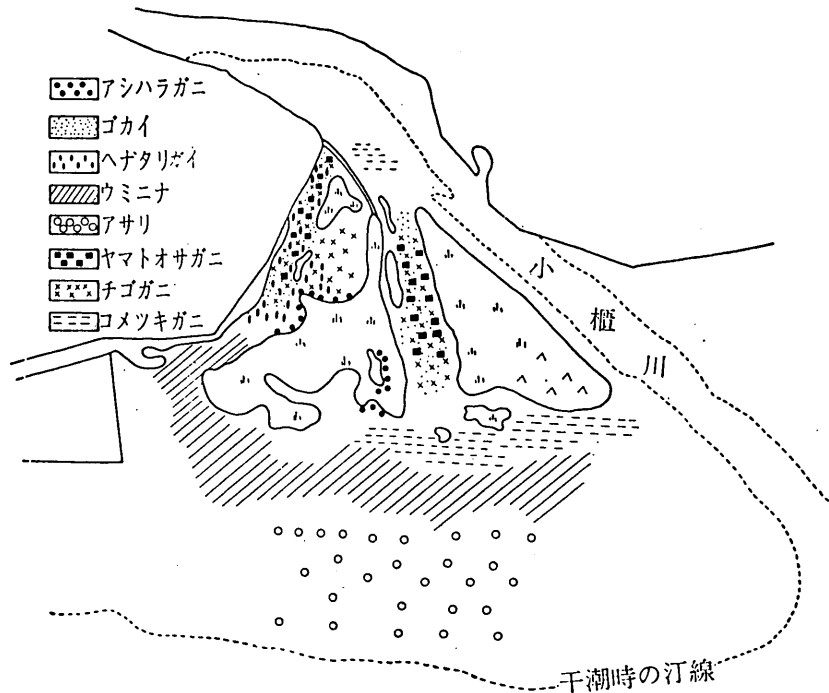 アシハラガニ
ゴカイ
ヘナタリガイ
ウミニナ
アサリ
ヤマトオサガニ
チゴガニ
コメツキガニ
小櫃川
干潮時の汀線